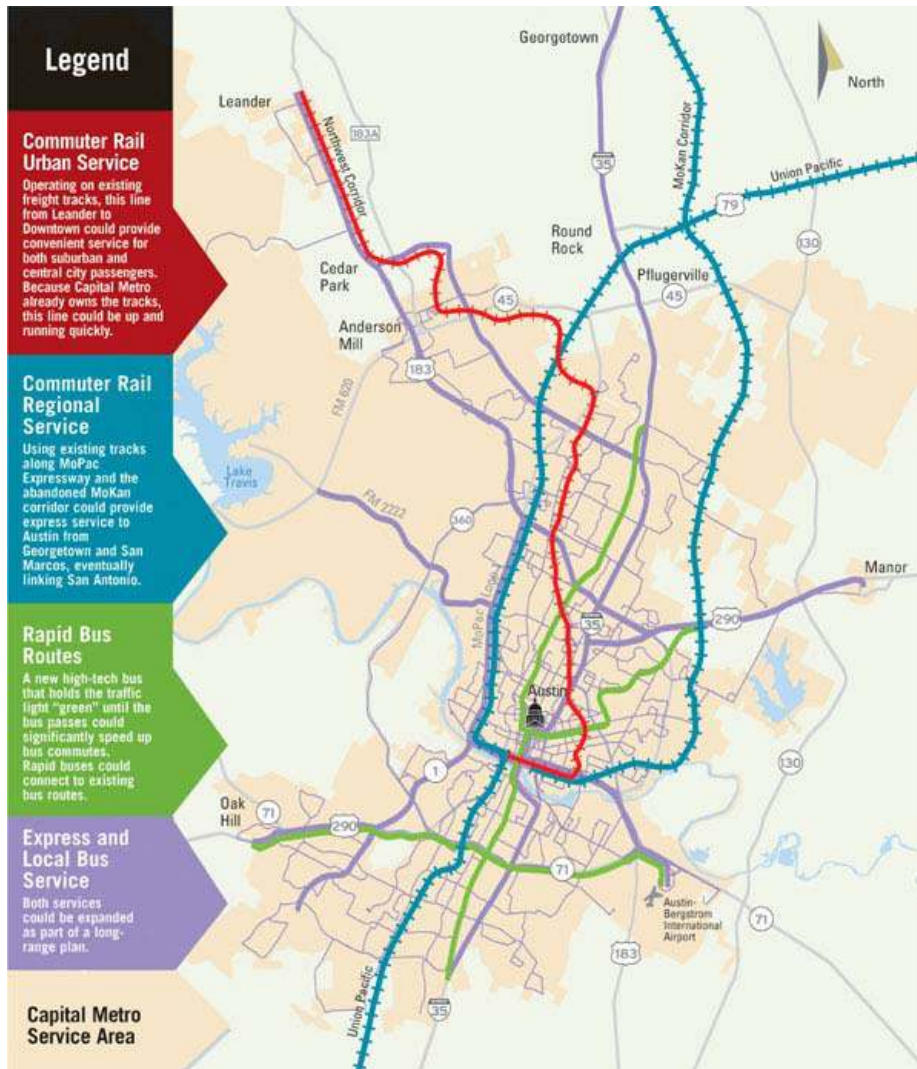 Legend
Commuter Rail
Urban Service
Operating on existing
freight tracks, this line
from Leander to
Downtown could provide
convenient service for
both suburban and
central city passengers.
Because Capital Metro
already owns the tracks,
this line could be up and
running quickly.
Commuter Rail
Regional
Service
Using existing tracks
along MoPac
Expressway and the
abandoned MoKan
corridor could provide
express service to
Austin from
Georgetown and San
Marcos, eventually
linking San Antonio.
Rapid Bus
Routes
A new high-tech bus
that holds the traffic
light "green" until the
bus passes could
significantly speed up
bus commutes.
Rapid buses could
connect to existing
bus routes.
Express and
Local Bus
Service
Both services
could be expanded
as part of a long-
range plan.
Capital Metro
Service Area
Georgetown
North
Leander
183A
Northwest Corridor
35
MoKan Corridor
Union Pacific
79
Round
Rock
130
Pflugerville
Cedar
Park
45
45
Anderson
Mill
183
FM 620
Lake
Travis
FM 2222
360
Manor
MoPac
Loop 1
35
290
Austin
1
130
Oak
Hill
71
290
71
Austin-
Bergstrom
International
Airport
71
183
35
Union Pacific